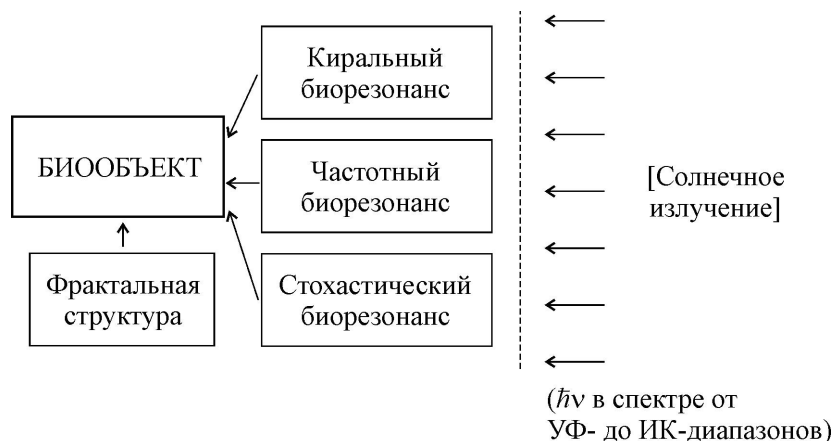 Киральный
биорезонанс
БИООБЪЕКТ
Частотный
биорезонанс
[Солнечное
излучение]
Фрактальная
структура
Стохастический
биорезонанс
(ℏν в спектре от
УФ- до ИК-диапазонов)